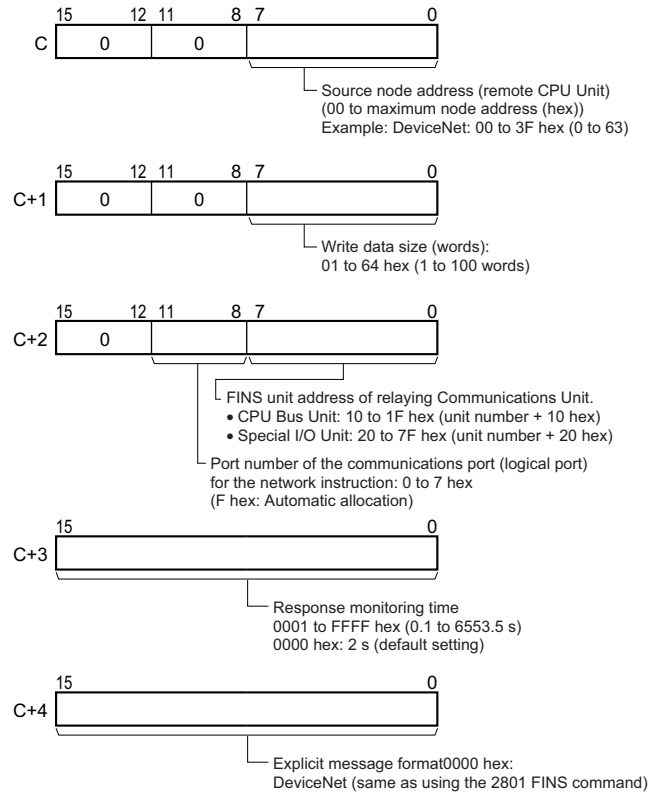 15 12 11 8 7 0
C 0 0
Source node address (remote CPU Unit)
(00 to maximum node address (hex))
Example: DeviceNet: 00 to 3F hex (0 to 63)
15 12 11 8 7 0
C+1 0 0
Write data size (words):
01 to 64 hex (1 to 100 words)
15 12 11 8 7 0
C+2 0
FINS unit address of relaying Communications Unit.
• CPU Bus Unit: 10 to 1F hex (unit number + 10 hex)
• Special I/O Unit: 20 to 7F hex (unit number + 20 hex)
Port number of the communications port (logical port)
for the network instruction: 0 to 7 hex
(F hex: Automatic allocation)
15 0
C+3
Response monitoring time
0001 to FFFF hex (0.1 to 6553.5 s)
0000 hex: 2 s (default setting)
15 0
C+4
Explicit message format0000 hex:
DeviceNet (same as using the 2801 FINS command)